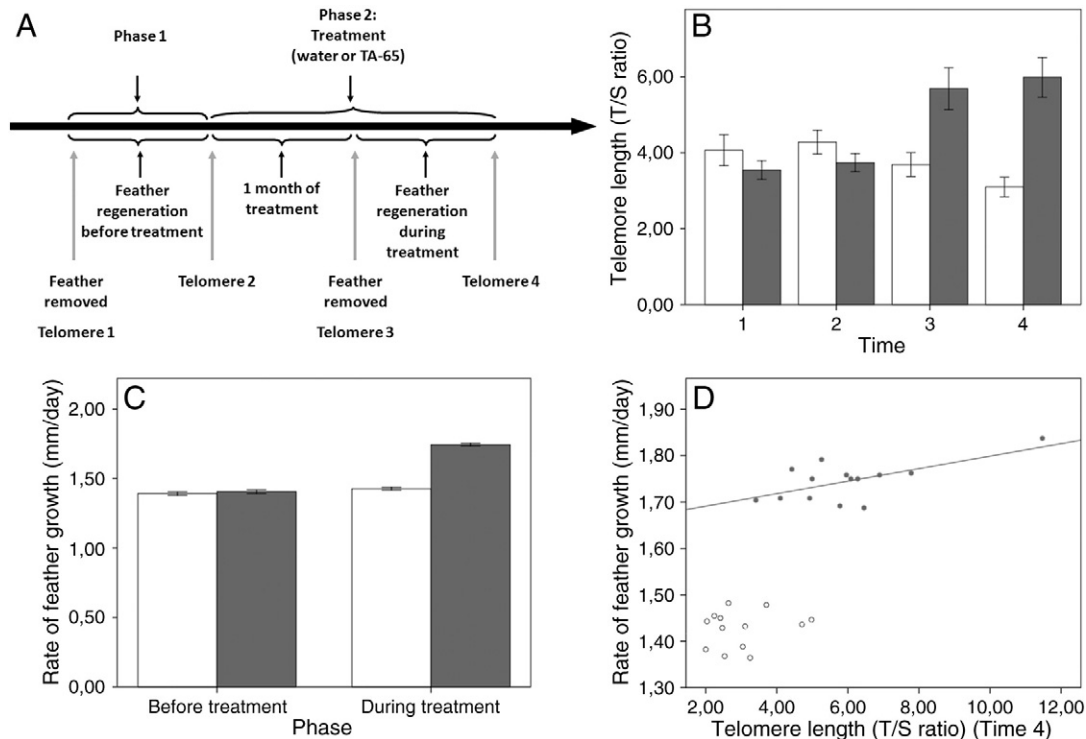 A
Phase 1
Phase 2:
Treatment
(water or TA-65)
Feather
regeneration
before treatment
1 month of
treatment
Feather
regeneration
during
treatment
Feather
removed
Telomere 1
Telomere 2
Feather
removed
Telomere 3
Telomere 4
B
Telemore length (T/S ratio)
6,00
4,00
2,00
0,00
1 2 3 4
Time
C
Rate of feather growth (mm/day)
2,00
1,50
1,00
0,50
0,00
Before treatment During treatment
Phase
D
Rate of feather growth (mm/day)
1,90
1,80
1,70
1,60
1,50
1,40
1,30
2,00 4,00 6,00 8,00 10,00 12,00
Telomere length (T/S ratio) (Time 4)